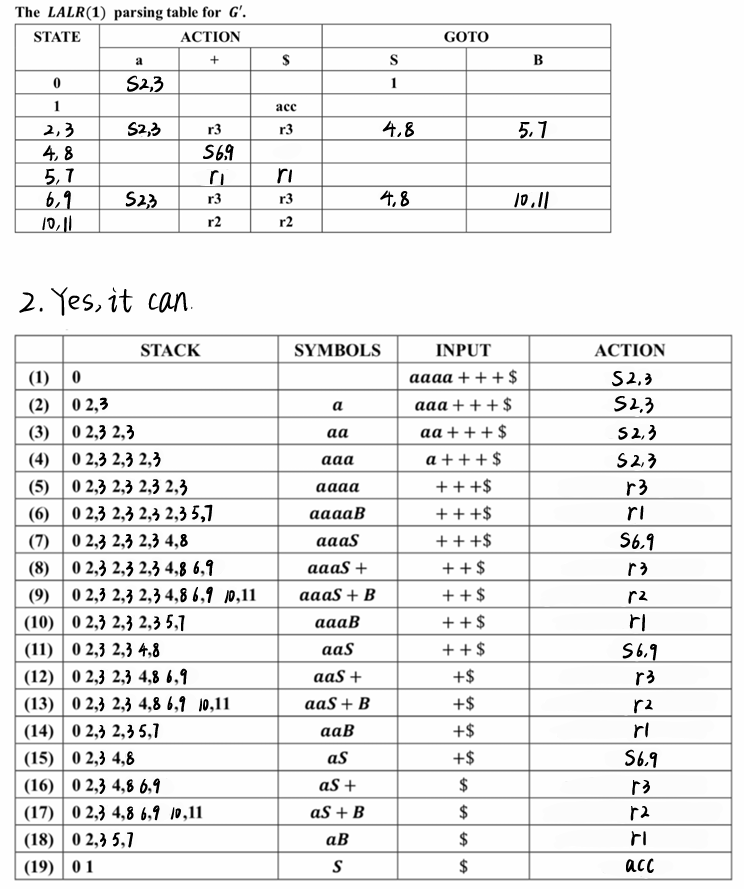 The LALR(1) parsing table for G′.
STATE ACTION GOTO
a + $ S B
0 S2,3 1
1 acc
2,3 S2,3 r3 r3 4,8 5,7
4,8 S6,9
5,7 r1 r1
6,9 S2,3 r3 r3 4,8 10,11
10,11 r2 r2
2. Yes, it can.
STACK SYMBOLS INPUT ACTION
(1) 0 aaaa + + + $ S2,3
(2) 0 2,3 a aaa + + + $ S2,3
(3) 0 2,3 2,3 aa aa + + + $ S2,3
(4) 0 2,3 2,3 2,3 aaa a + + + $ S2,3
(5) 0 2,3 2,3 2,3 2,3 aaaa + + +$ r3
(6) 0 2,3 2,3 2,3 2,3 5,7 aaaaB + + +$ r1
(7) 0 2,3 2,3 2,3 4,8 aaaS + + +$ S6,9
(8) 0 2,3 2,3 2,3 4,8 6,9 aaaS + + + $ r3
(9) 0 2,3 2,3 2,3 4,8 6,9 10,11 aaaS + B + + $ r2
(10) 0 2,3 2,3 2,3 5,7 aaaB + + $ r1
(11) 0 2,3 2,3 4,8 aaS + + $ S6,9
(12) 0 2,3 2,3 4,8 6,9 aaS + +$ r3
(13) 0 2,3 2,3 4,8 6,9 10,11 aaS + B +$ r2
(14) 0 2,3 2,3 5,7 aaB +$ r1
(15) 0 2,3 4,8 aS +$ S6,9
(16) 0 2,3 4,8 6,9 aS + $ r3
(17) 0 2,3 4,8 6,9 10,11 aS + B $ r2
(18) 0 2,3 5,7 aB $ r1
(19) 0 1 S $ acc